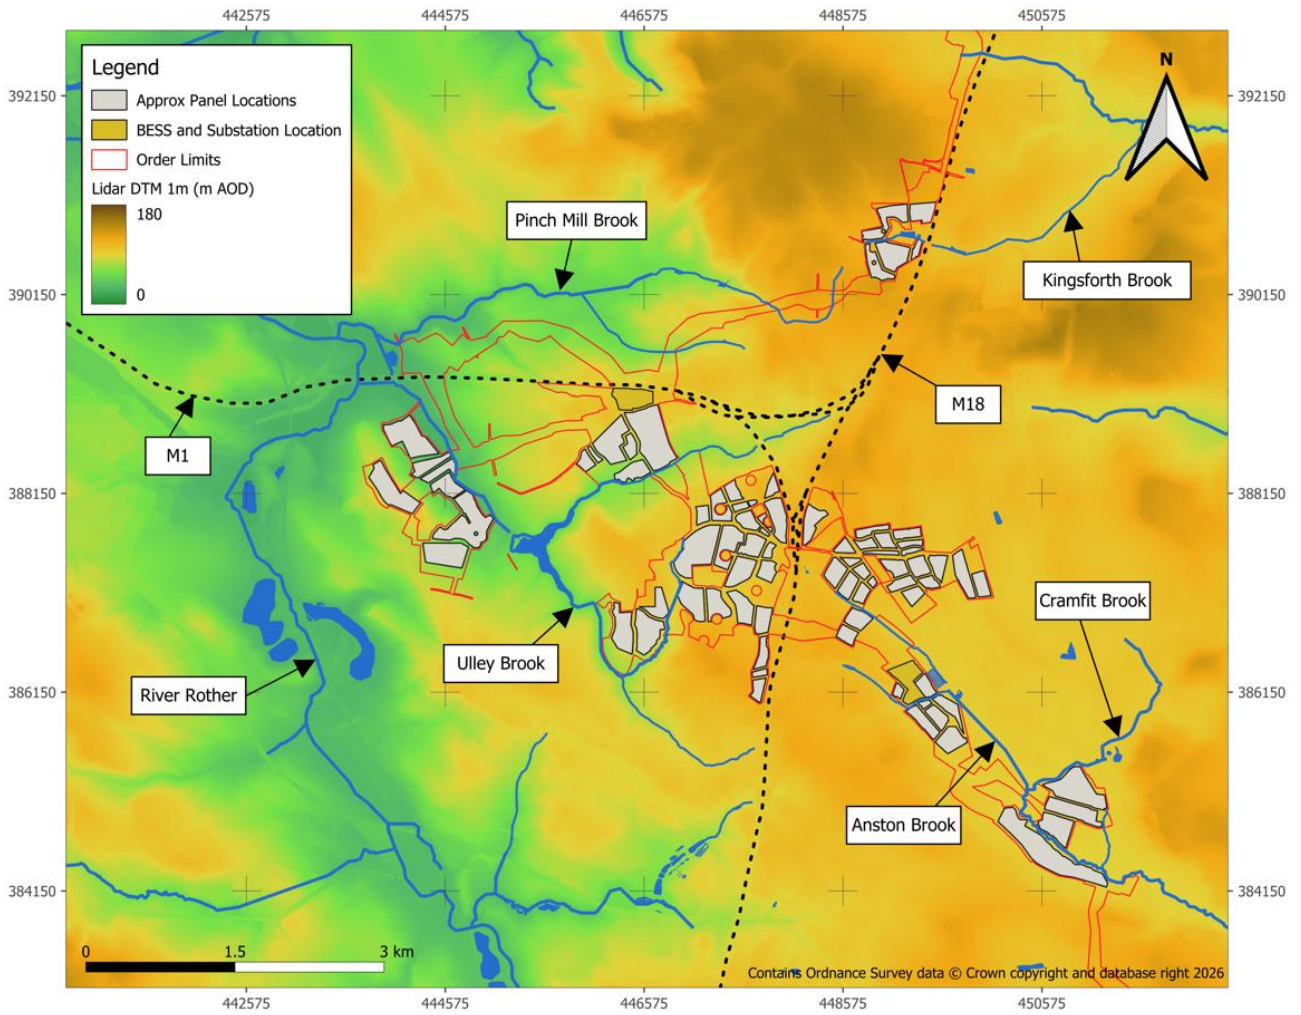 442575 444575 446575 448575 450575
Legend
Approx Panel Locations
BESS and Substation Location
Order Limits
Lidar DTM 1m (m AOD)
180
0
N
392150 392150
Pinch Mill Brook
Kingsforth Brook
390150 390150
M18
M1
388150 388150
Cramfit Brook
Ulley Brook
River Rother
386150 386150
Anston Brook
384150 384150
0 1.5 3 km
Contains Ordnance Survey data © Crown copyright and database right 2026
442575 444575 446575 448575 450575